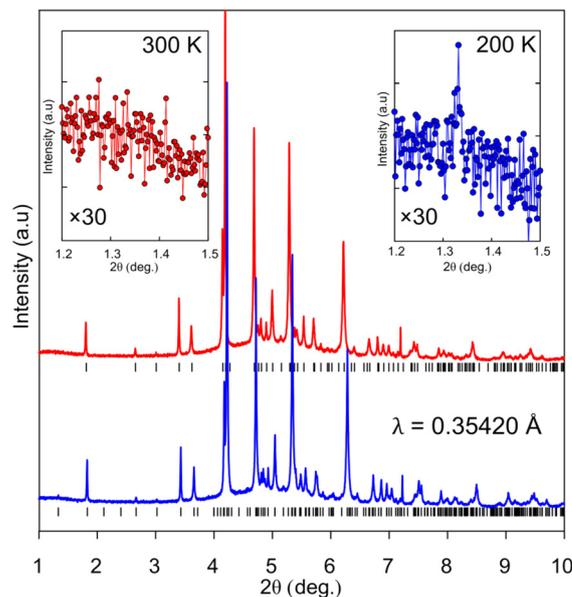 300 K
200 K
Intensity (a.u)
Intensity (a.u)
×30
×30
1.2 1.3 1.4 1.5
1.2 1.3 1.4 1.5
2θ (deg.)
2θ (deg.)
Intensity (a.u)
λ = 0.35420 Å
1 2 3 4 5 6 7 8 9 10
2θ (deg.)